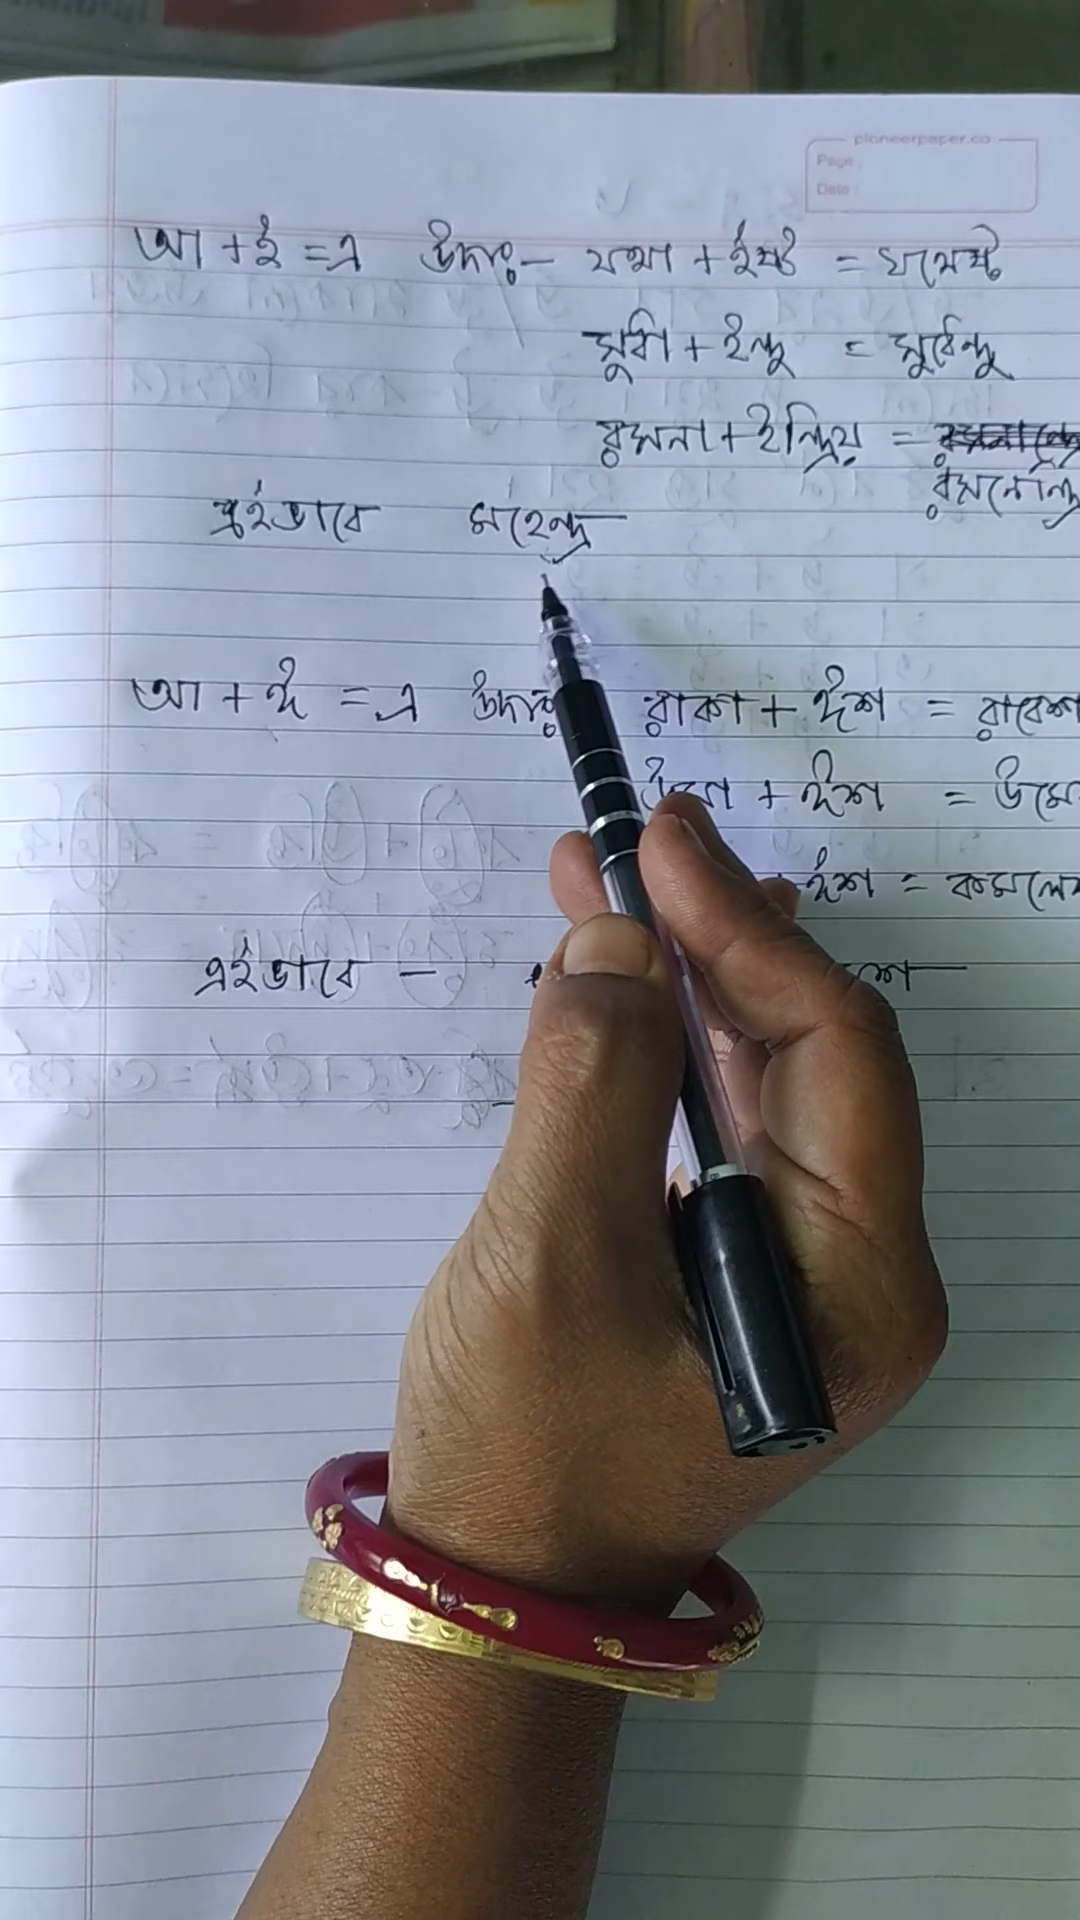 pioneerpaper.co
Page :
Date :
আ + ই = এ উদাঃ- যথা + ইষ্ট = যথেষ্ট
সুধা + ইন্দু = সুধেন্দু
রসনা + ইন্দ্রিয় =
রসনেন্দ্র
এইভাবে মহেন্দ্র
আ + ঈ = এ উদাঃ রাকা + ঈশ = রাকেশ
উমা + ঈশ = উমে
+ ঈশ = কমলেশ
এইভাবে –